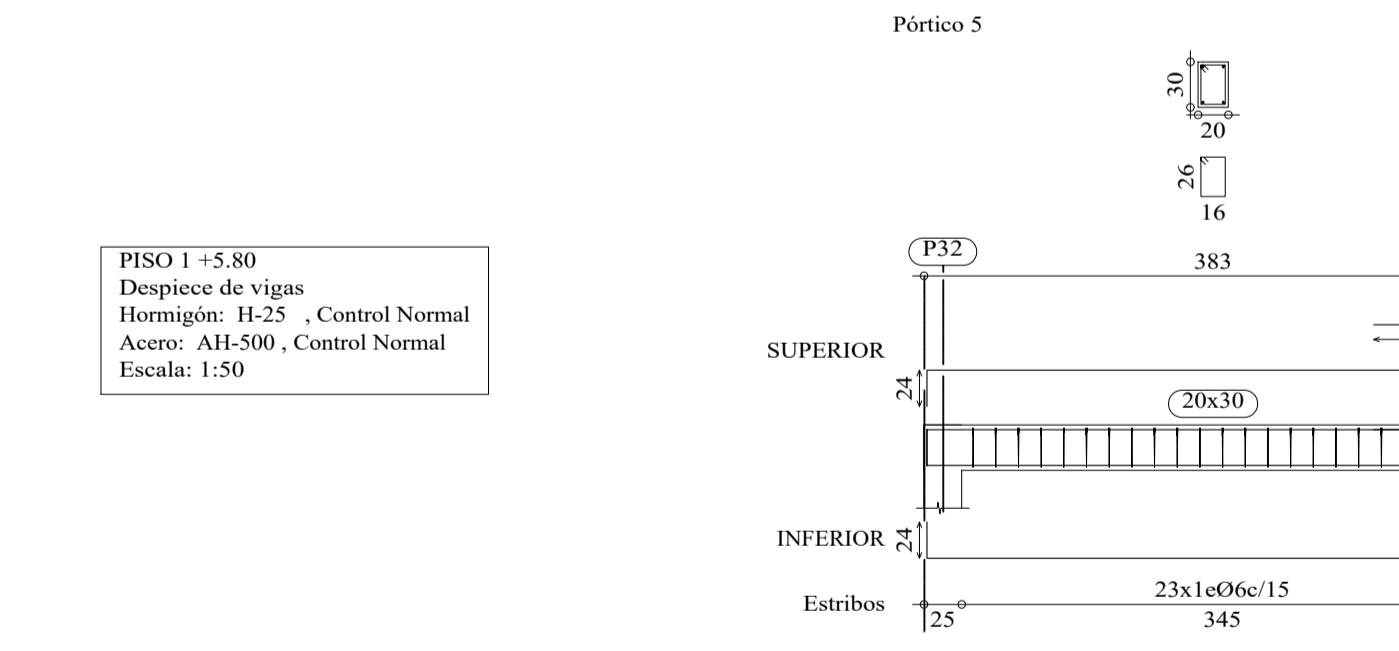 Pórtico 5
30
20
26
16
PISO 1 +5.80
Despiece de vigas
Hormigón: H-25 , Control Normal
Acero: AH-500 , Control Normal
Escala: 1:50
P32
383
SUPERIOR
24
20x30
INFERIOR
24
Estribos
23x1eØ6c/15
25
345